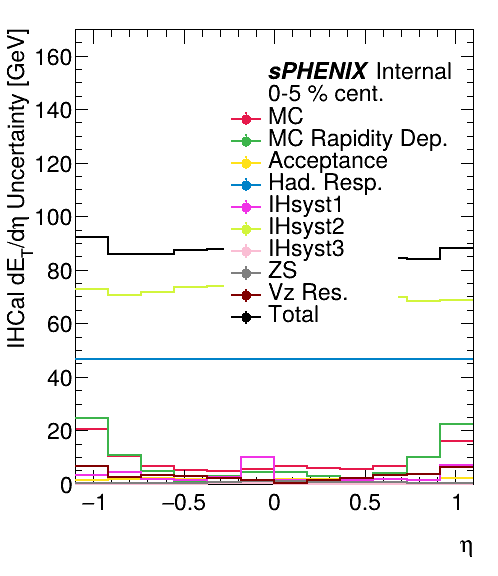 IHCal dE_T/dη Uncertainty [GeV]
160
140
120
100
80
60
40
20
0
sPHENIX Internal
0-5 % cent.
MC
MC Rapidity Dep.
Acceptance
Had. Resp.
IHsyst1
IHsyst2
IHsyst3
ZS
Vz Res.
Total
−1 −0.5 0 0.5 1
η